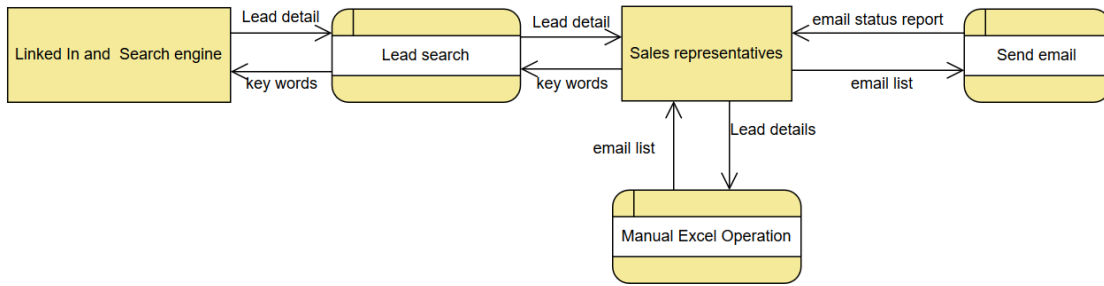 Lead detail
Lead detail
email status report
Linked In and  Search engine
Lead search
Sales representatives
Send email
key words
key words
email list
Lead details
email list
Manual Excel Operation